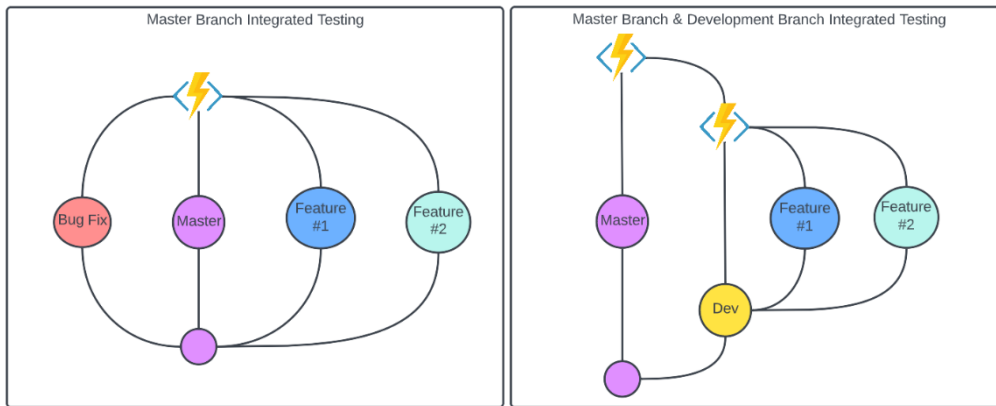 Master Branch Integrated Testing
Bug Fix
Master
Feature
#1
Feature
#2
Master Branch & Development Branch Integrated Testing
Master
Feature
#1
Feature
#2
Dev